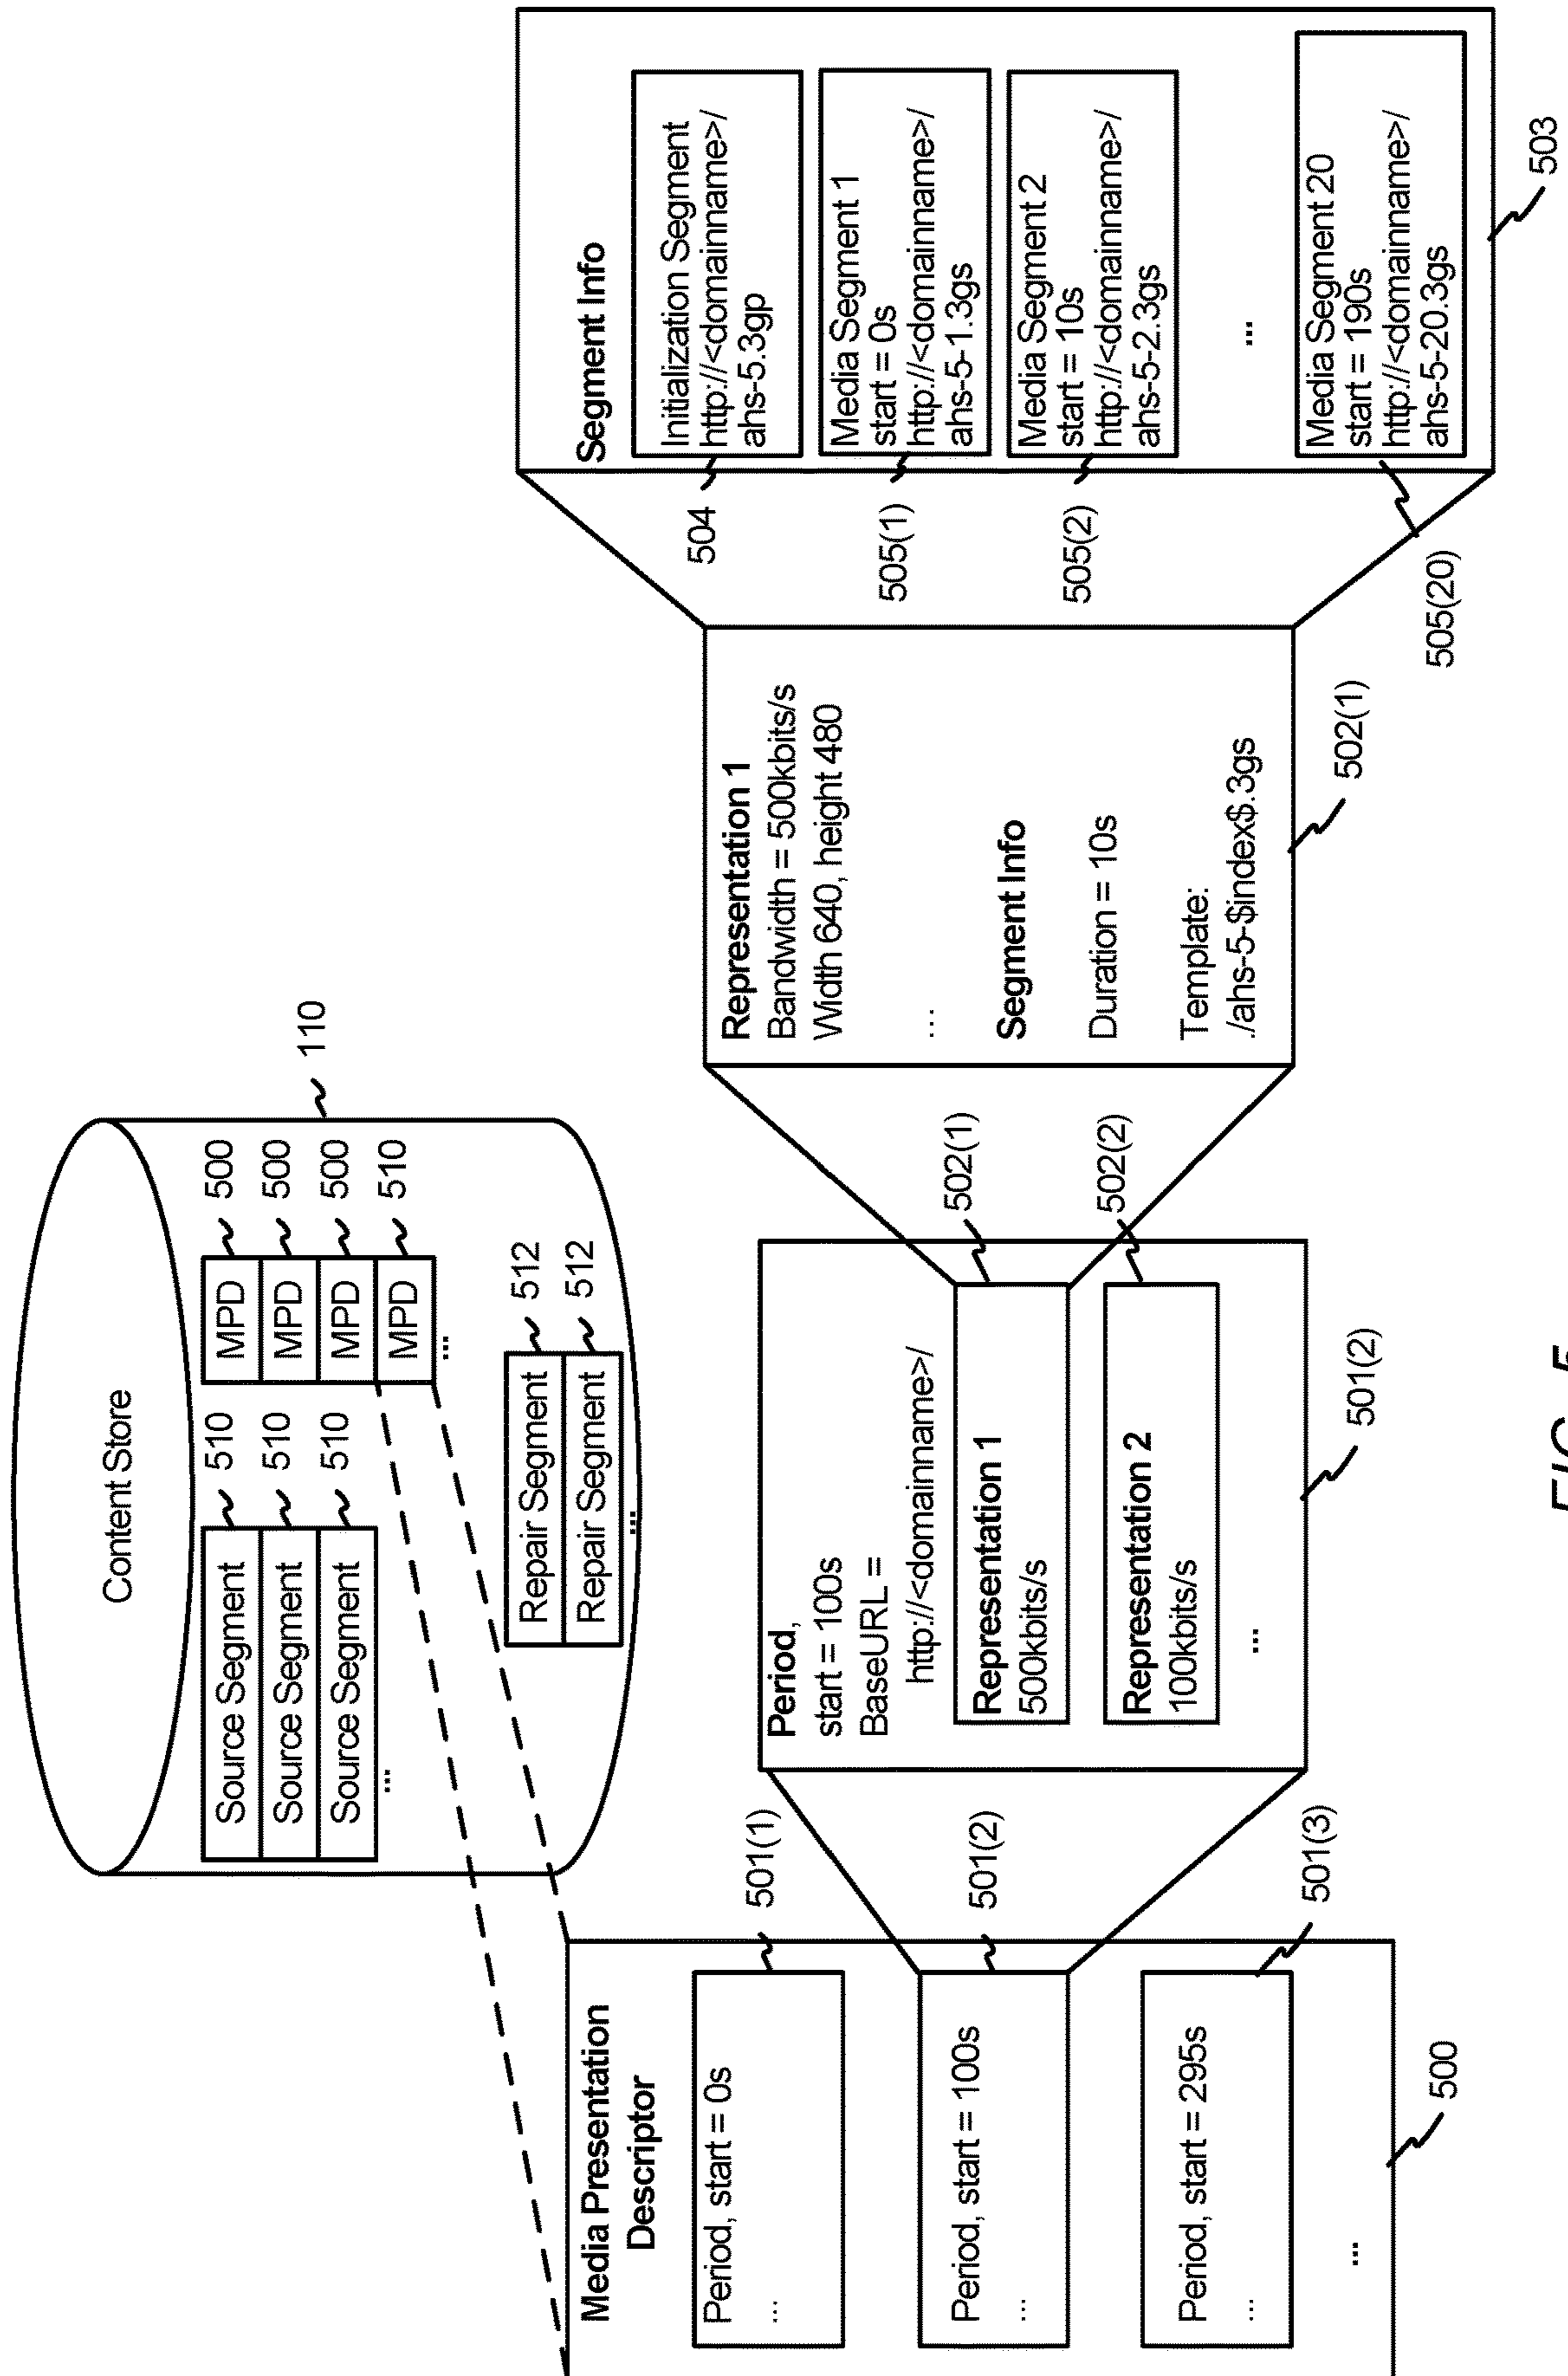 Content Store
110
Source Segment
510
Source Segment
510
Source Segment
510
...
MPD
500
MPD
500
MPD
500
MPD
510
...
Repair Segment
512
Repair Segment
512
...
Media Presentation
Descriptor
Period, start = 0s
...
501(1)
Period, start = 100s
...
501(2)
Period, start = 295s
...
501(3)
...
500
Period,
start = 100s
BaseURL =
http://<domainname>/
Representation 1
500kbits/s
502(1)
Representation 2
100kbits/s
502(2)
...
501(2)
Representation 1
Bandwidth = 500kbits/s
Width 640, height 480
...
Segment Info
Duration = 10s
Template:
./ahs-5-$index$.3gs
502(1)
Segment Info
Initialization Segment
http://<domainname>/
ahs-5.3gp
504
Media Segment 1
start = 0s
http://<domainname>/
ahs-5-1.3gs
505(1)
Media Segment 2
start = 10s
http://<domainname>/
ahs-5-2.3gs
505(2)
...
Media Segment 20
start = 190s
http://<domainname>/
ahs-5-20.3gs
505(20)
503
FIG. 5